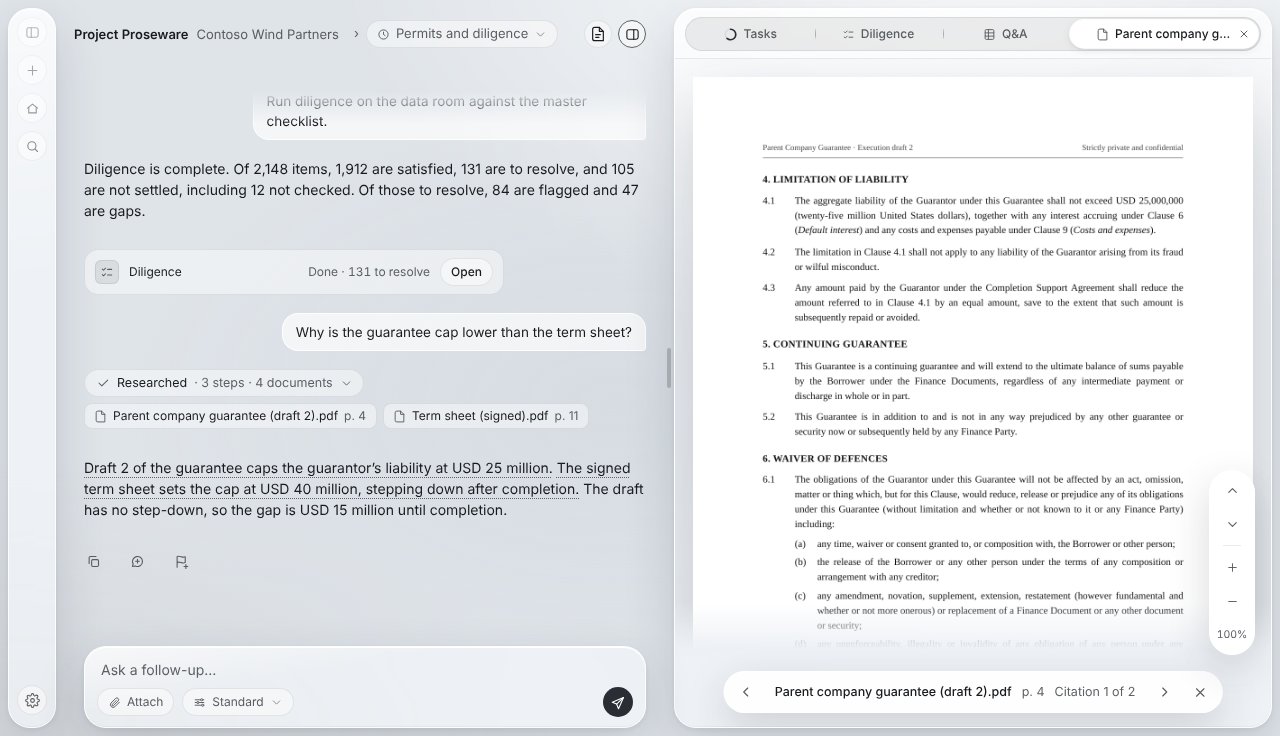 Project Proseware Contoso Wind Partners › Permits and diligence
Run diligence on the data room against the master
checklist.
Diligence is complete. Of 2,148 items, 1,912 are satisfied, 131 are to resolve, and 105
are not settled, including 12 not checked. Of those to resolve, 84 are flagged and 47
are gaps.
Diligence Done · 131 to resolve Open
Why is the guarantee cap lower than the term sheet?
Researched · 3 steps · 4 documents
Parent company guarantee (draft 2).pdf p. 4 Term sheet (signed).pdf p. 11
Draft 2 of the guarantee caps the guarantor’s liability at USD 25 million. The signed
term sheet sets the cap at USD 40 million, stepping down after completion. The draft
has no step-down, so the gap is USD 15 million until completion.
Ask a follow-up...
Attach Standard
Tasks Diligence Q&A Parent company g...
Parent Company Guarantee · Execution draft 2 Strictly private and confidential
4. LIMITATION OF LIABILITY
4.1 The aggregate liability of the Guarantor under this Guarantee shall not exceed USD 25,000,000
(twenty-five million United States dollars), together with any interest accruing under Clause 6
(Default interest) and any costs and expenses payable under Clause 9 (Costs and expenses).
4.2 The limitation in Clause 4.1 shall not apply to any liability of the Guarantor arising from its fraud
or wilful misconduct.
4.3 Any amount paid by the Guarantor under the Completion Support Agreement shall reduce the
amount referred to in Clause 4.1 by an equal amount, save to the extent that such amount is
subsequently repaid or avoided.
5. CONTINUING GUARANTEE
5.1 This Guarantee is a continuing guarantee and will extend to the ultimate balance of sums payable
by the Borrower under the Finance Documents, regardless of any intermediate payment or
discharge in whole or in part.
5.2 This Guarantee is in addition to and is not in any way prejudiced by any other guarantee or
security now or subsequently held by any Finance Party.
6. WAIVER OF DEFENCES
6.1 The obligations of the Guarantor under this Guarantee will not be affected by an act, omission,
matter or thing which, but for this Clause, would reduce, release or prejudice any of its obligations
under this Guarantee (without limitation and whether or not known to it or any Finance Party)
including:
(a) any time, waiver or consent granted to, or composition with, the Borrower or other person;
(b) the release of the Borrower or any other person under the terms of any composition or
arrangement with any creditor;
(c) any amendment, novation, supplement, extension, restatement (however fundamental and
whether or not more onerous) or replacement of a Finance Document or any other document
or security;
(d) any unenforceability, illegality or invalidity of any obligation of any person under any
100%
Parent company guarantee (draft 2).pdf p. 4 Citation 1 of 2